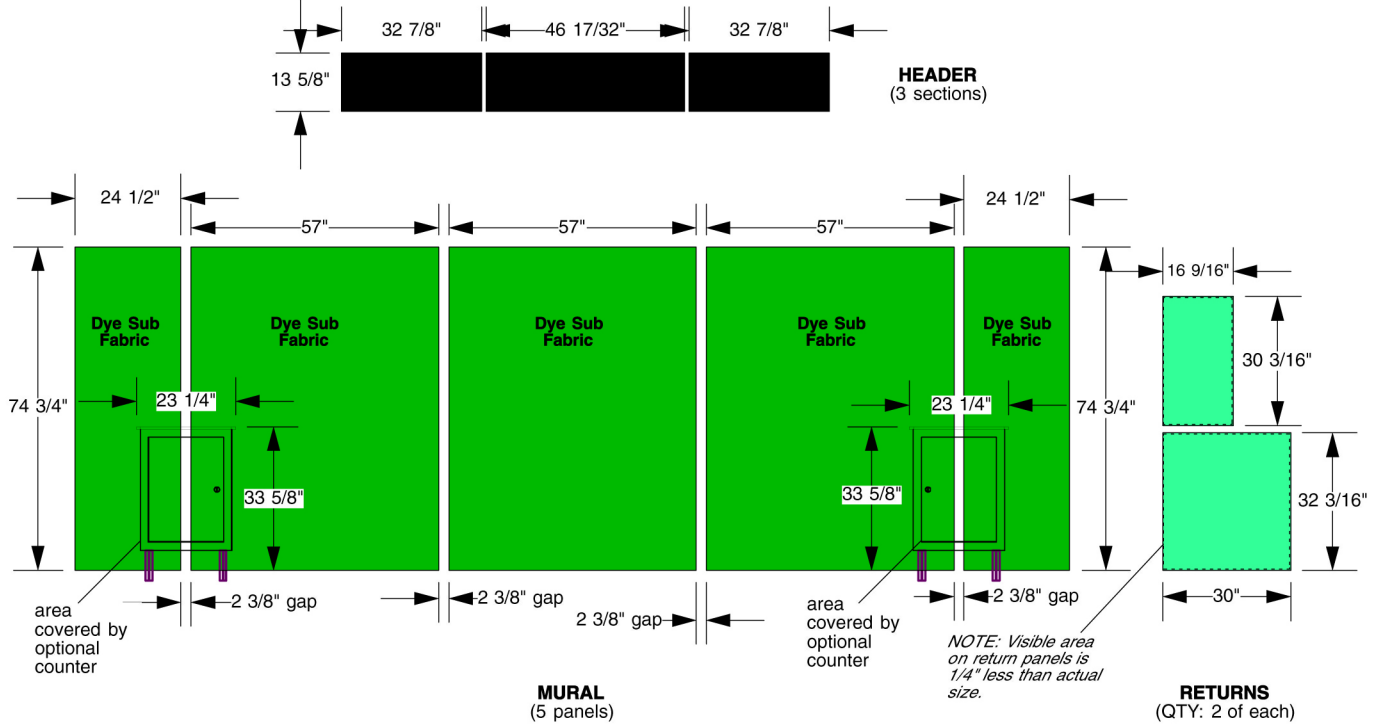 32 7/8"
46 17/32"
32 7/8"
13 5/8"
HEADER
(3 sections)
24 1/2"
57"
57"
57"
24 1/2"
16 9/16"
Dye Sub
Fabric
Dye Sub
Fabric
Dye Sub
Fabric
Dye Sub
Fabric
Dye Sub
Fabric
30 3/16"
74 3/4"
23 1/4"
23 1/4"
74 3/4"
33 5/8"
33 5/8"
32 3/16"
2 3/8" gap
2 3/8" gap
2 3/8" gap
2 3/8" gap
30"
area
covered by
optional
counter
area
covered by
optional
counter
NOTE: Visible area
on return panels is
1/4" less than actual
size.
MURAL
(5 panels)
RETURNS
(QTY: 2 of each)